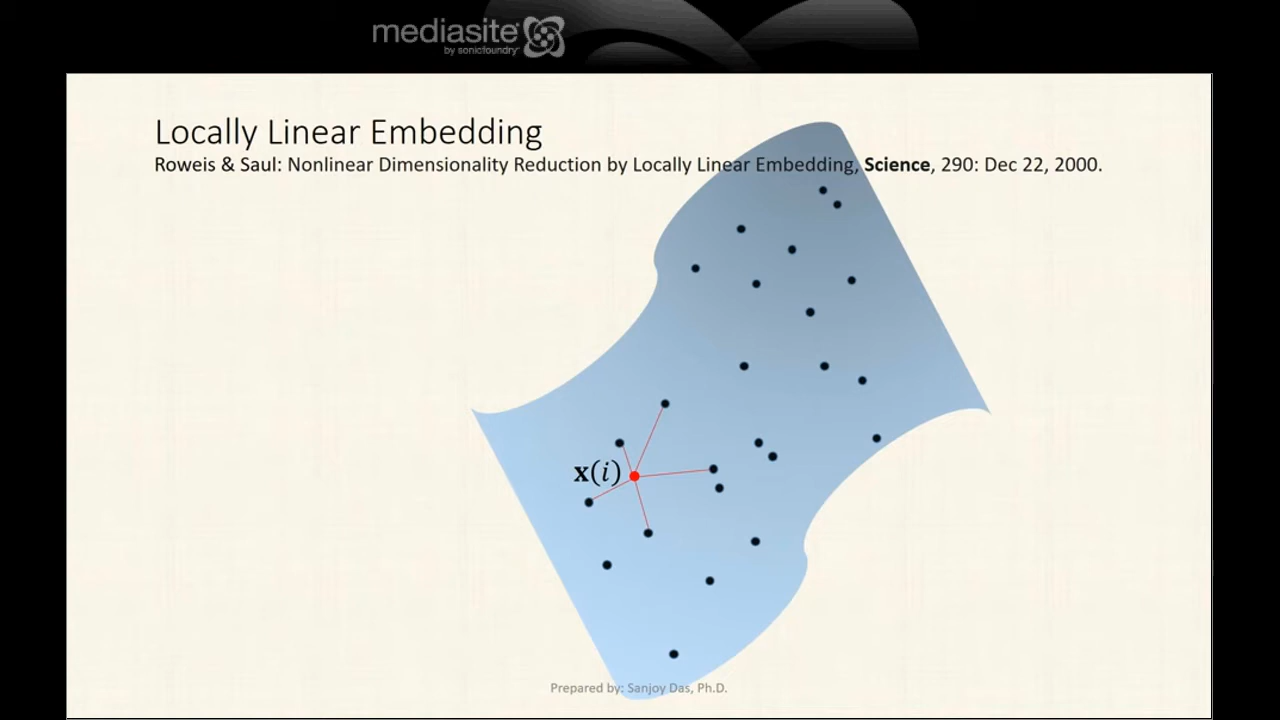 mediasite
by sonicfoundry
Locally Linear Embedding
Roweis & Saul: Nonlinear Dimensionality Reduction by Locally Linear Embedding, Science, 290: Dec 22, 2000.
x(i)
Prepared by: Sanjoy Das, Ph.D.